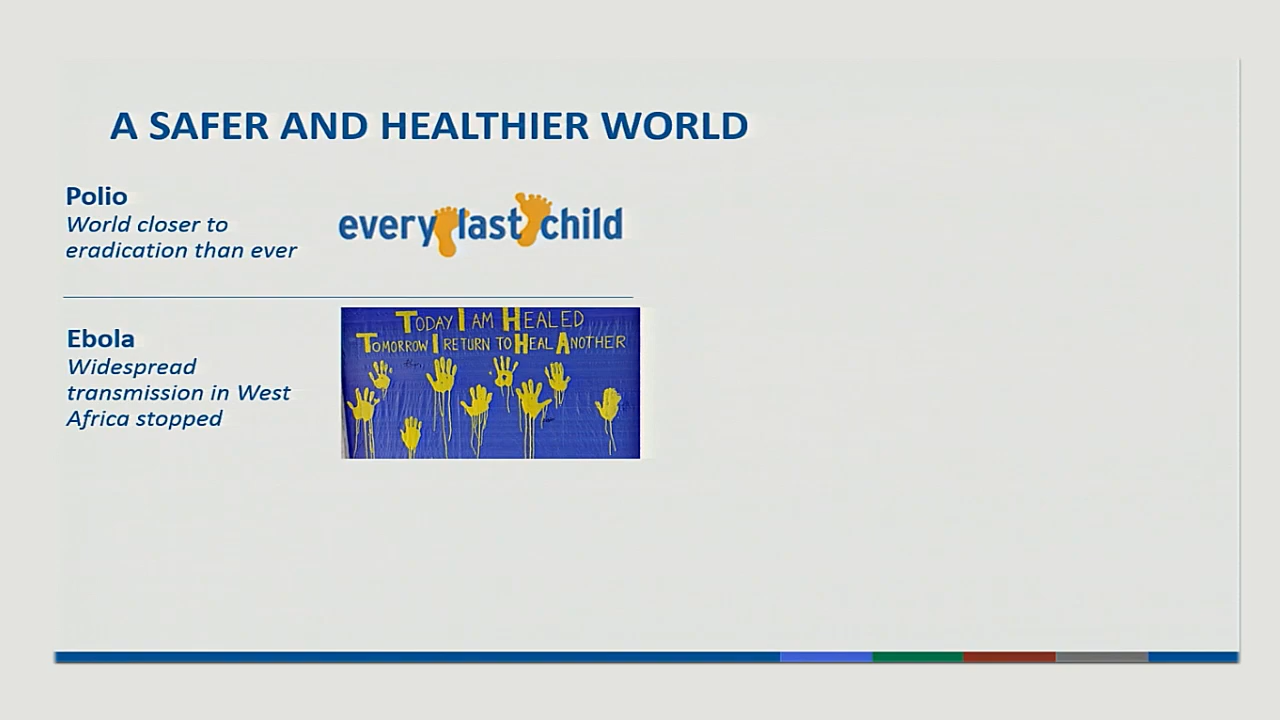 A SAFER AND HEALTHIER WORLD
Polio
World closer to
eradication than ever
every last child
Ebola
Widespread
transmission in West
Africa stopped
TODAY I AM HEALED
TOMORROW I RETURN TO HEAL ANOTHER